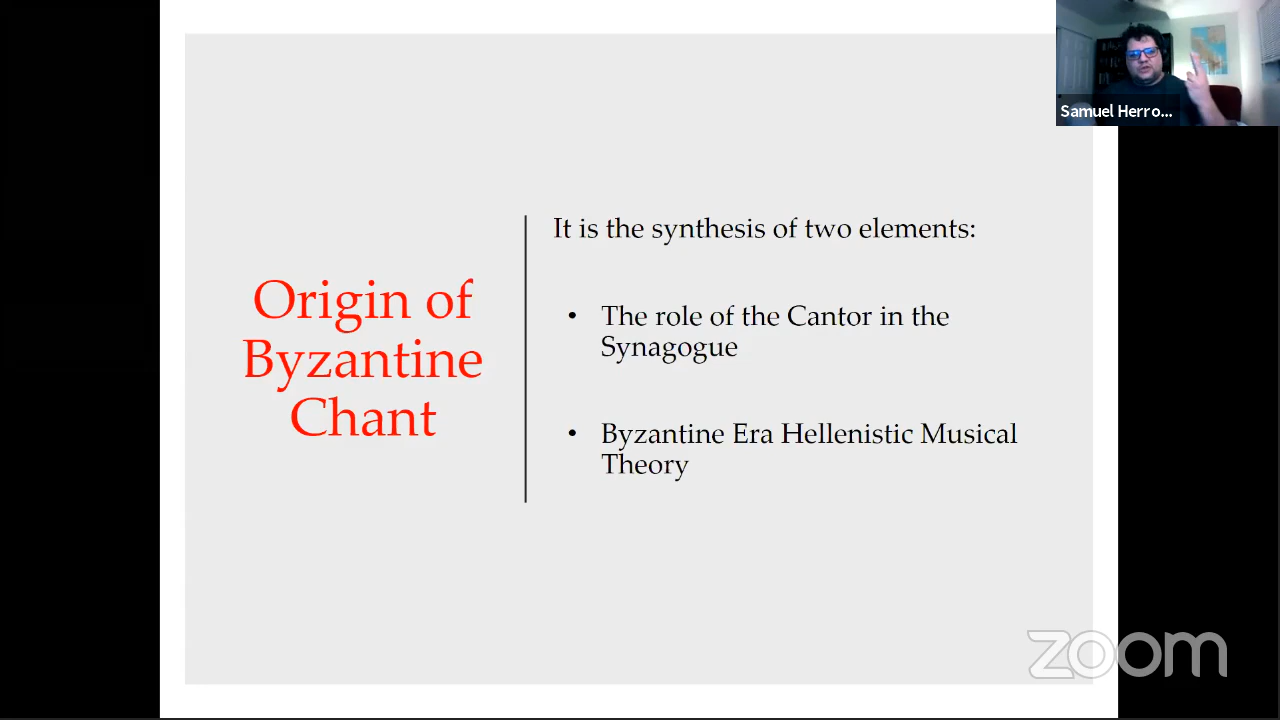 Samuel Herro...
Origin of
Byzantine
Chant
It is the synthesis of two elements:
• The role of the Cantor in the
Synagogue
• Byzantine Era Hellenistic Musical
Theory
zoom